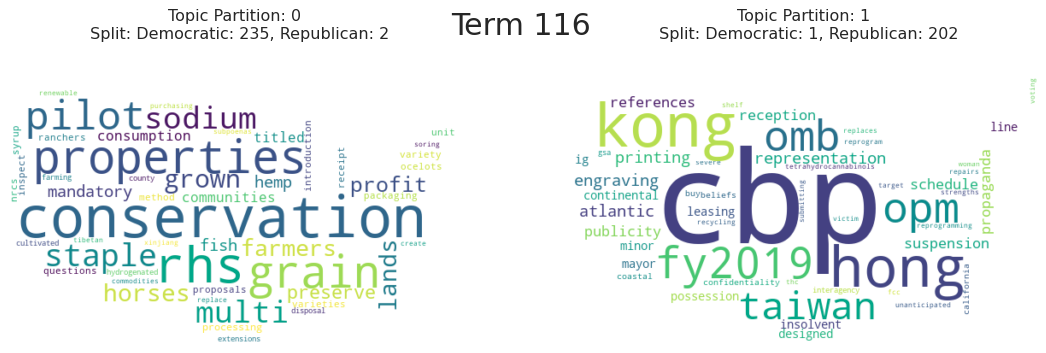 Topic Partition: 0
Split: Democratic: 235, Republican: 2
Term 116
Topic Partition: 1
Split: Democratic: 1, Republican: 202
renewable
purchasing
pilot
sodium
syrup
ranchers
consumption
subpoenas
titled
introduction
unit
soring
properties
nrcs
inspect
farming
county
grown
hemp
receipt
variety
ocelots
mandatory
method
communities
profit
packaging
conservation
cultivated
tibetan
xinjiang
fish
farmers
create
staple
rhs
grain
lands
questions
hydrogenated
commodities
horses
proposals
preserve
replace
varieties
multi
disposal
processing
extensions
references
shelf
reception
voting
kong
omb
replaces
reprogram
line
ig
gsa
printing
severe
representation
tetrahydrocannabinols
woman
repairs
engraving
continental
buy
beliefs
cbp
target
schedule
strengths
propaganda
atlantic
leasing
recycling
submitting
victim
opm
reprogramming
publicity
minor
suspension
mayor
coastal
fy2019
hong
california
confidentiality
thc
interagency
fcc
possession
taiwan
unanticipated
insolvent
designed